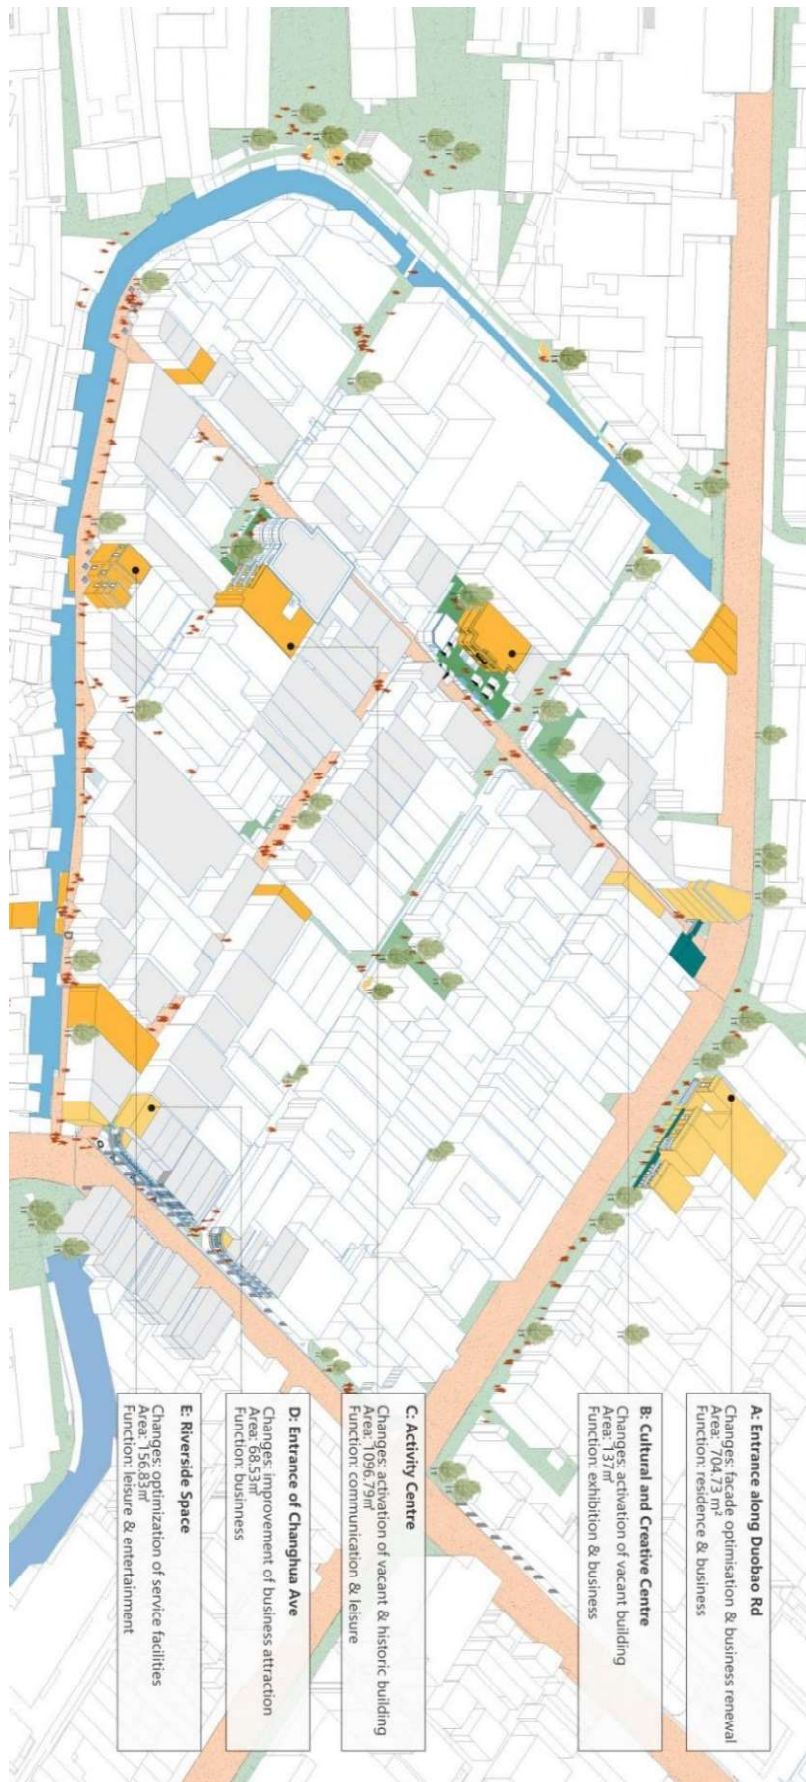 A: Entrance along Duobao Rd
Changes: facade optimisation & business renewal
Area: 704.73 m²
Function: residence & business
B: Cultural and Creative Centre
Changes: activation of vacant building
Area: 137㎡
Function: exhibition & business
C: Activity Centre
Changes: activation of vacant & historic building
Area: 1096.79㎡
Function: communication & leisure
D: Entrance of Changhua Ave
Changes: improvement of business attraction
Area: 68.53㎡
Function: businness
E: Riverside Space
Changes: optimization of service facilities
Area: 156.83㎡
Function: leisure & entertainment